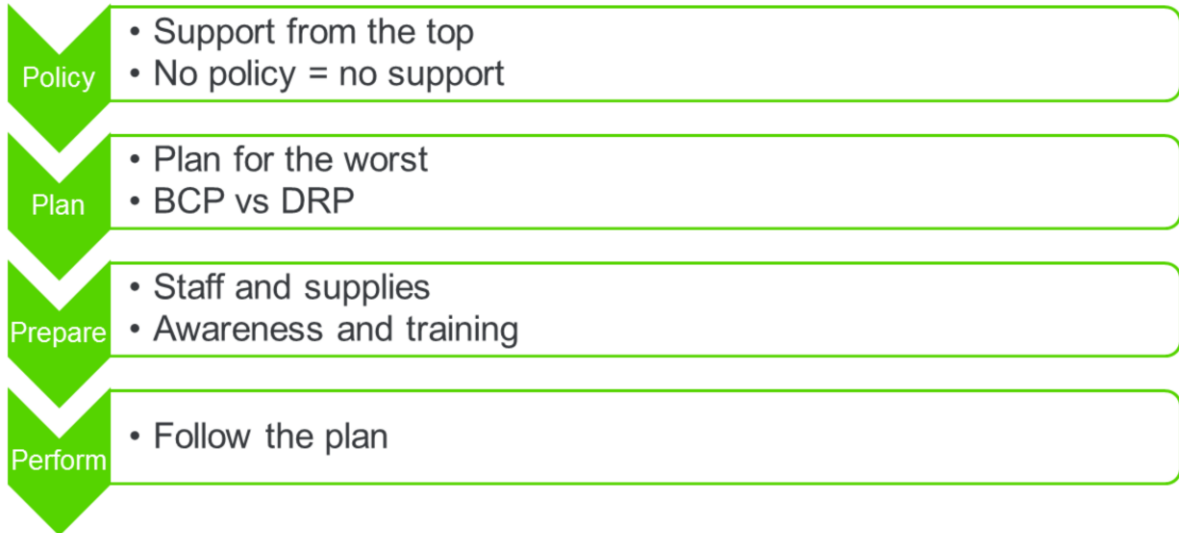 Policy
• Support from the top
• No policy = no support
Plan
• Plan for the worst
• BCP vs DRP
Prepare
• Staff and supplies
• Awareness and training
Perform
• Follow the plan